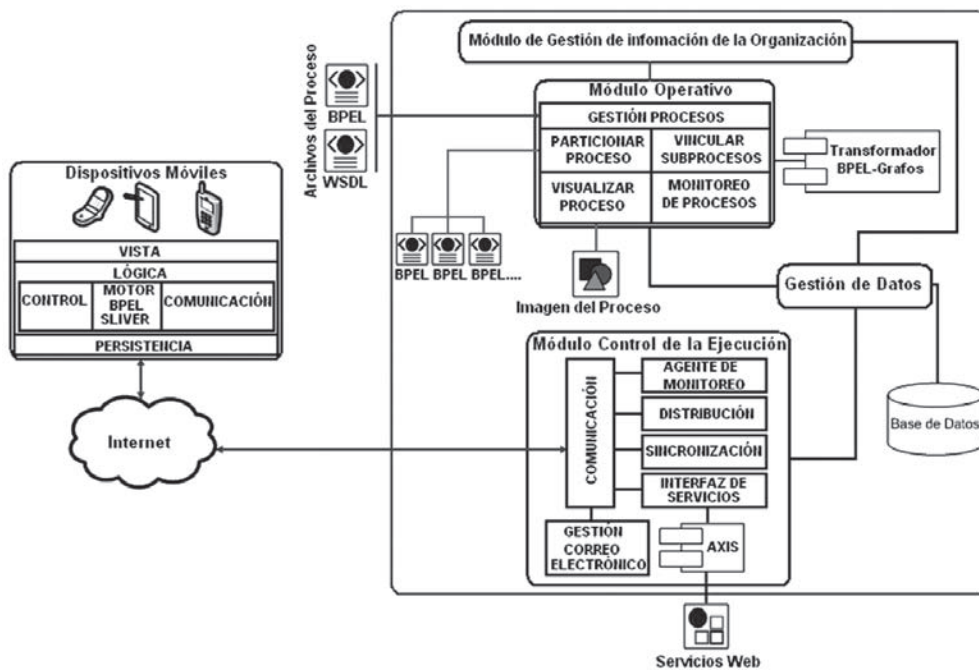 Módulo de Gestión de infomación de la Organización
Archivos del Proceso
BPEL
WSDL
Módulo Operativo
GESTIÓN PROCESOS
PARTICIONAR
PROCESO
VINCULAR
SUBPROCESOS
VISUALIZAR
PROCESO
MONITOREO
DE PROCESOS
Transformador
BPEL-Grafos
BPEL
BPEL
BPEL....
Imagen del Proceso
Gestión de Datos
Base de Datos
Dispositivos Móviles
VISTA
LÓGICA
CONTROL
MOTOR
BPEL
SLIVER
COMUNICACIÓN
PERSISTENCIA
Internet
Módulo Control de la Ejecución
COMUNICACIÓN
AGENTE DE
MONITOREO
DISTRIBUCIÓN
SINCRONIZACIÓN
INTERFAZ DE
SERVICIOS
GESTIÓN
CORREO
ELECTRÓNICO
AXIS
Servicios Web